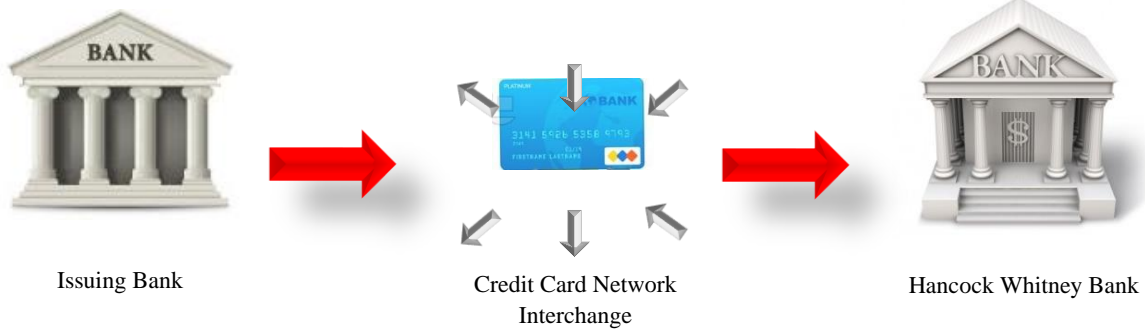 BANK
PLATINUM
BANK
3141 5926 5358 9793
FIRSTNAME LASTNAME
BANK
$
Issuing Bank
Credit Card Network
Interchange
Hancock Whitney Bank